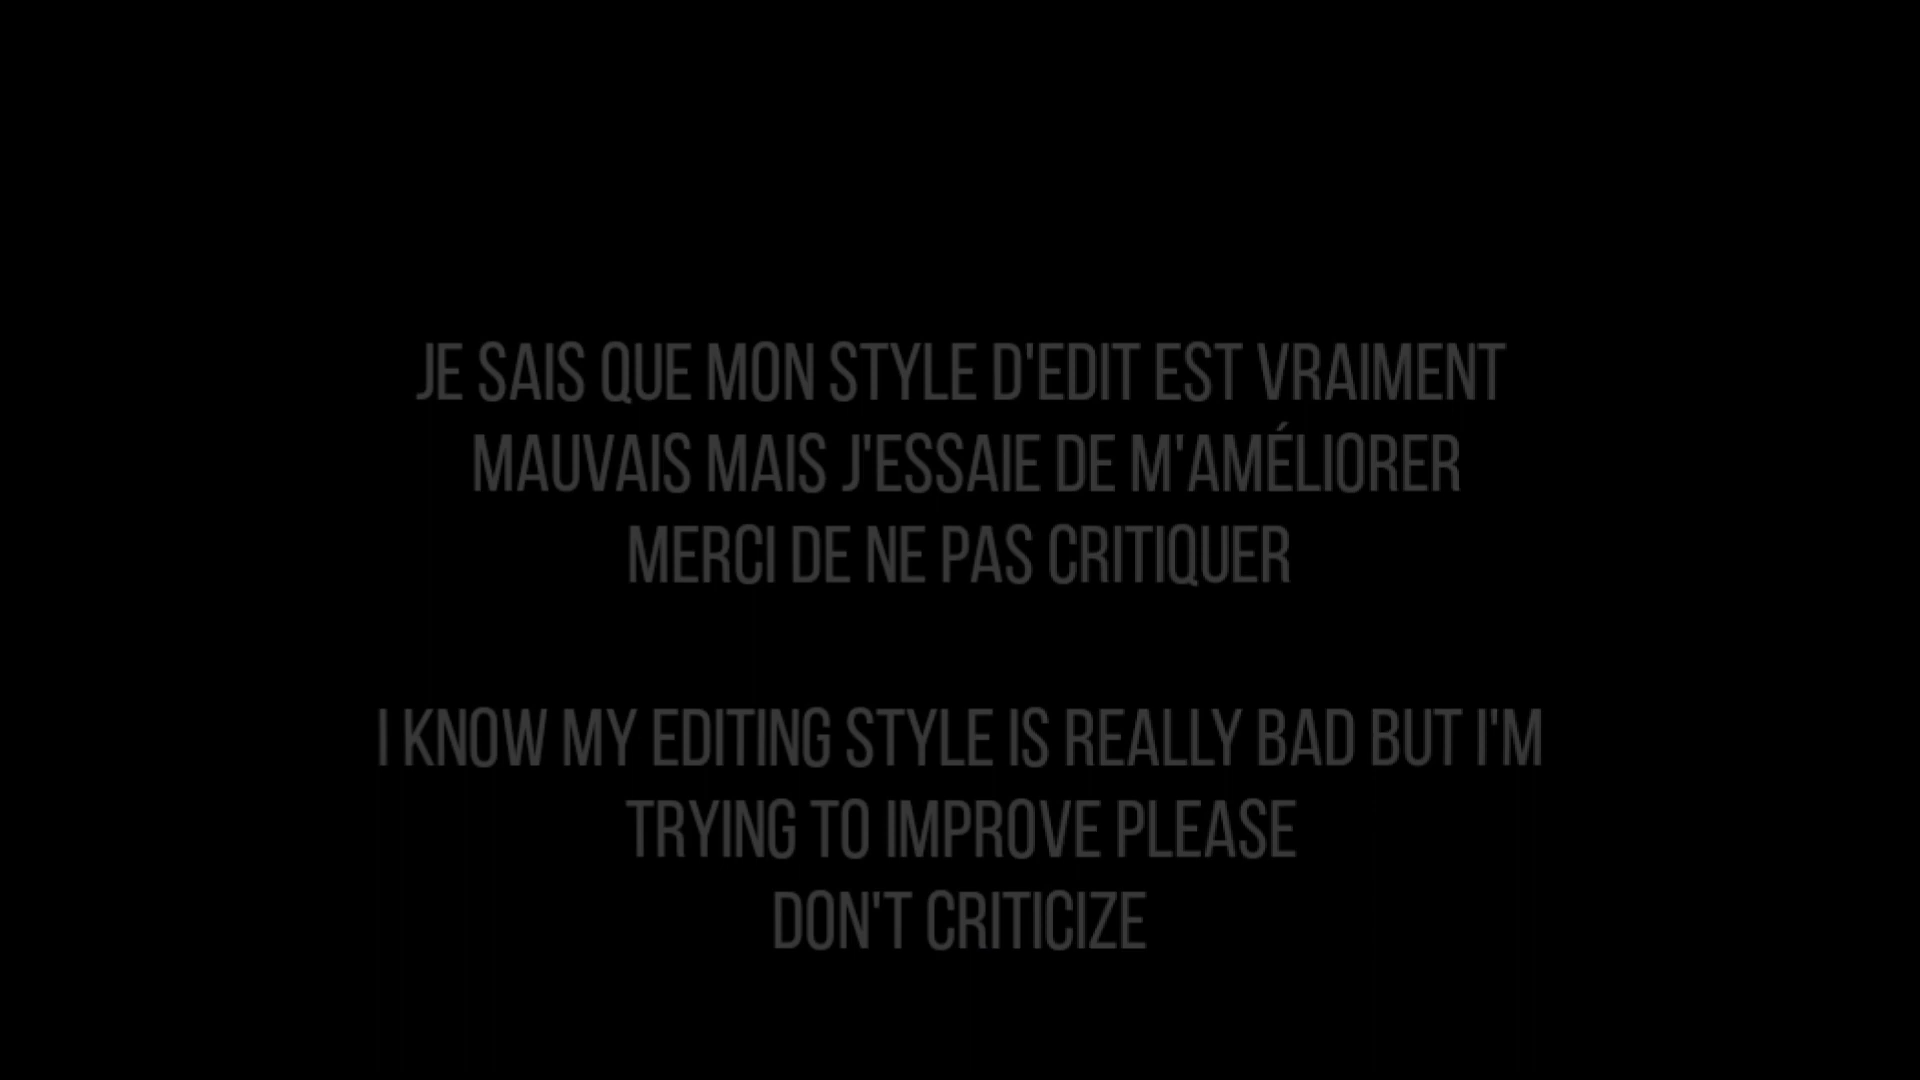 JE SAIS QUE MON STYLE D'EDIT EST VRAIMENT
MAUVAIS MAIS J'ESSAIE DE M'AMÉLIORER
MERCI DE NE PAS CRITIQUER
I KNOW MY EDITING STYLE IS REALLY BAD BUT I'M
TRYING TO IMPROVE PLEASE
DON'T CRITICIZE